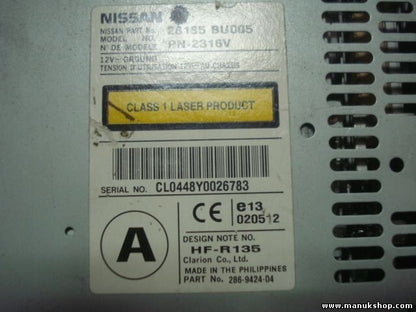 NISSAN
NISSAN PART No. 28185 BU005
MODEL NO.
N° DE MODELE PN-2316V
12V⎓ GROUND
TENSION D'UTILISATION 12V⎓ AU CHASSIS
CLASS 1 LASER PRODUCT
SERIAL NO. CL0448Y0026783
A
CE e13
020512
DESIGN NOTE NO.
HF-R135
Clarion Co., Ltd.
MADE IN THE PHILIPPINES
PART No. 286-9424-04
www.manukshop.com